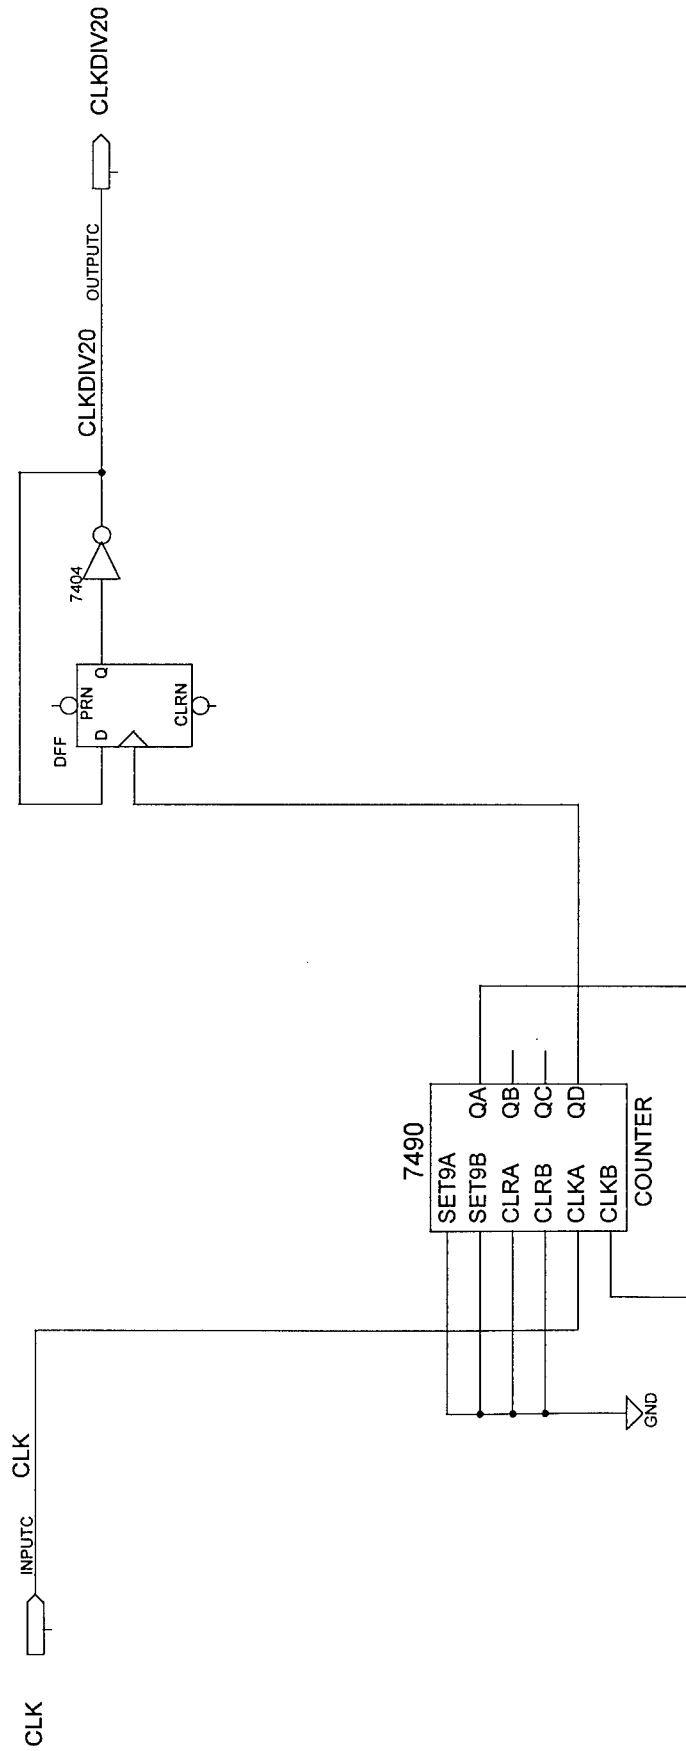 CLK
INPUTC
CLK
GND
7490
SET9A
SET9B
CLRA
CLRB
CLKA
CLKB
QA
QB
QC
QD
COUNTER
DFF
D
PRN
Q
CLRN
7404
CLKDIV20
OUTPUTC
CLKDIV20